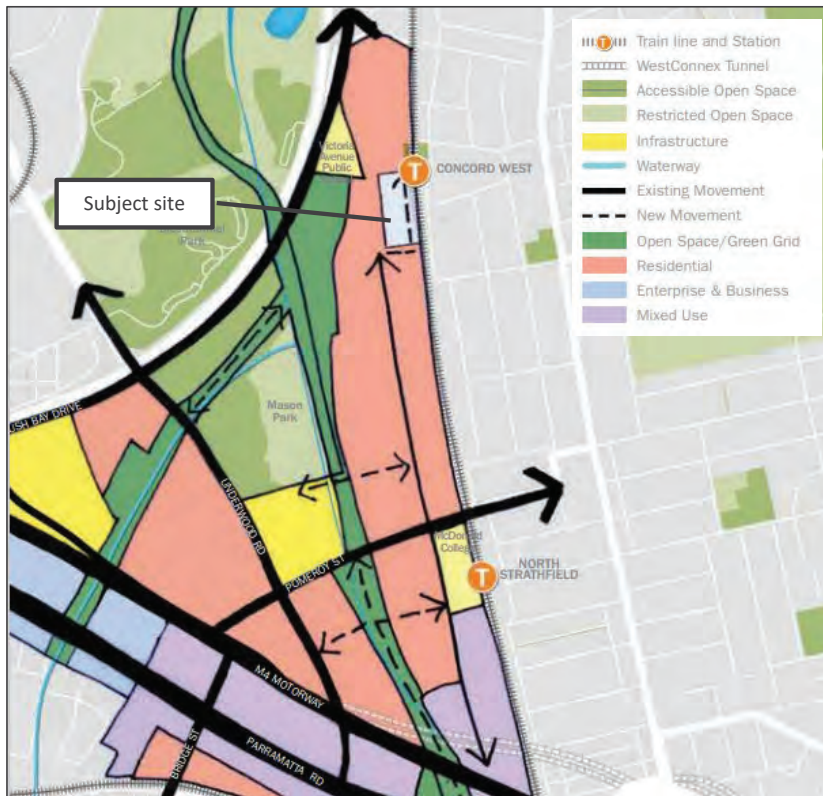 Train line and Station
WestConnex Tunnel
Accessible Open Space
Restricted Open Space
Infrastructure
Waterway
Existing Movement
New Movement
Open Space/Green Grid
Residential
Enterprise & Business
Mixed Use
T
Victoria
Avenue Public
T
CONCORD WEST
Subject site
Park
Mason
Park
ISH BAY DRIVE
UNDERWOOD RD
POMEROY ST
McDonald
College
T
NORTH
STRATHFIELD
M4 MOTORWAY
PARRAMATTA RD
BRIDGE ST